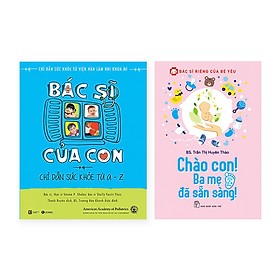 CHỈ DẪN SỨC KHỎE TỪ VIỆN HÀN LÂM NHI KHOA MỸ
BÁC SĨ
CỦA CON
CHỈ DẪN SỨC KHỎE TỪ A - Z
American Academy of Pediatrics
BÁC SĨ RIÊNG CỦA BÉ YÊU
BS. Trần Thị Huyên Thảo
Chào con!
Ba mẹ
đã sẵn sàng!